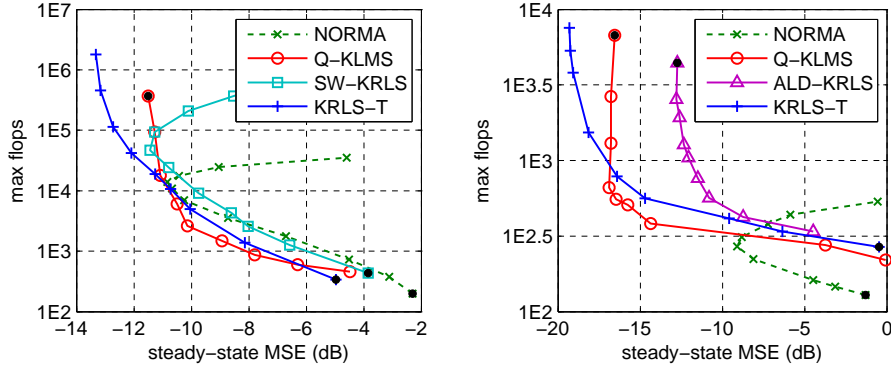 1E7
1E6
1E5
1E4
1E3
1E2
max flops
−14 −12 −10 −8 −6 −4 −2
steady−state MSE (dB)
NORMA
Q−KLMS
SW−KRLS
KRLS−T
1E4
1E3.5
1E3
1E2.5
1E2
max flops
−20 −15 −10 −5 0
steady−state MSE (dB)
NORMA
Q−KLMS
ALD−KRLS
KRLS−T